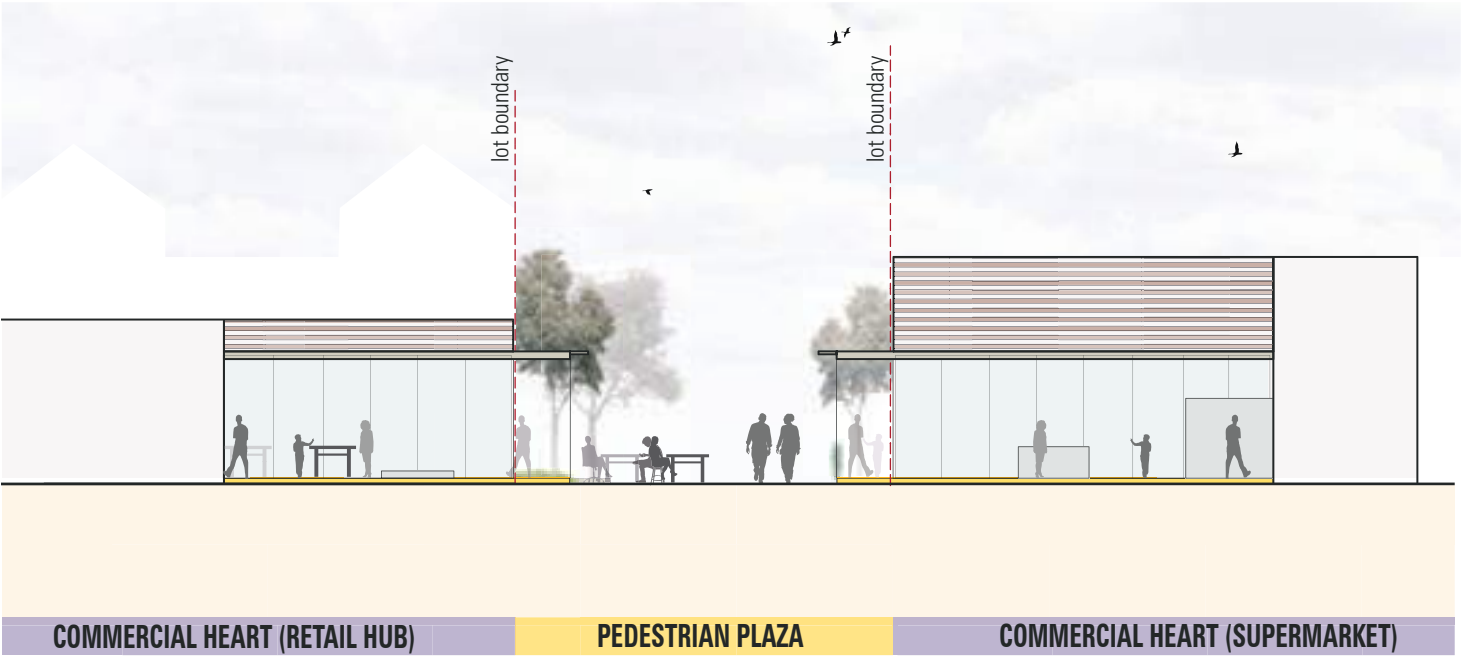 lot boundary
lot boundary
COMMERCIAL HEART (RETAIL HUB)
PEDESTRIAN PLAZA
COMMERCIAL HEART (SUPERMARKET)